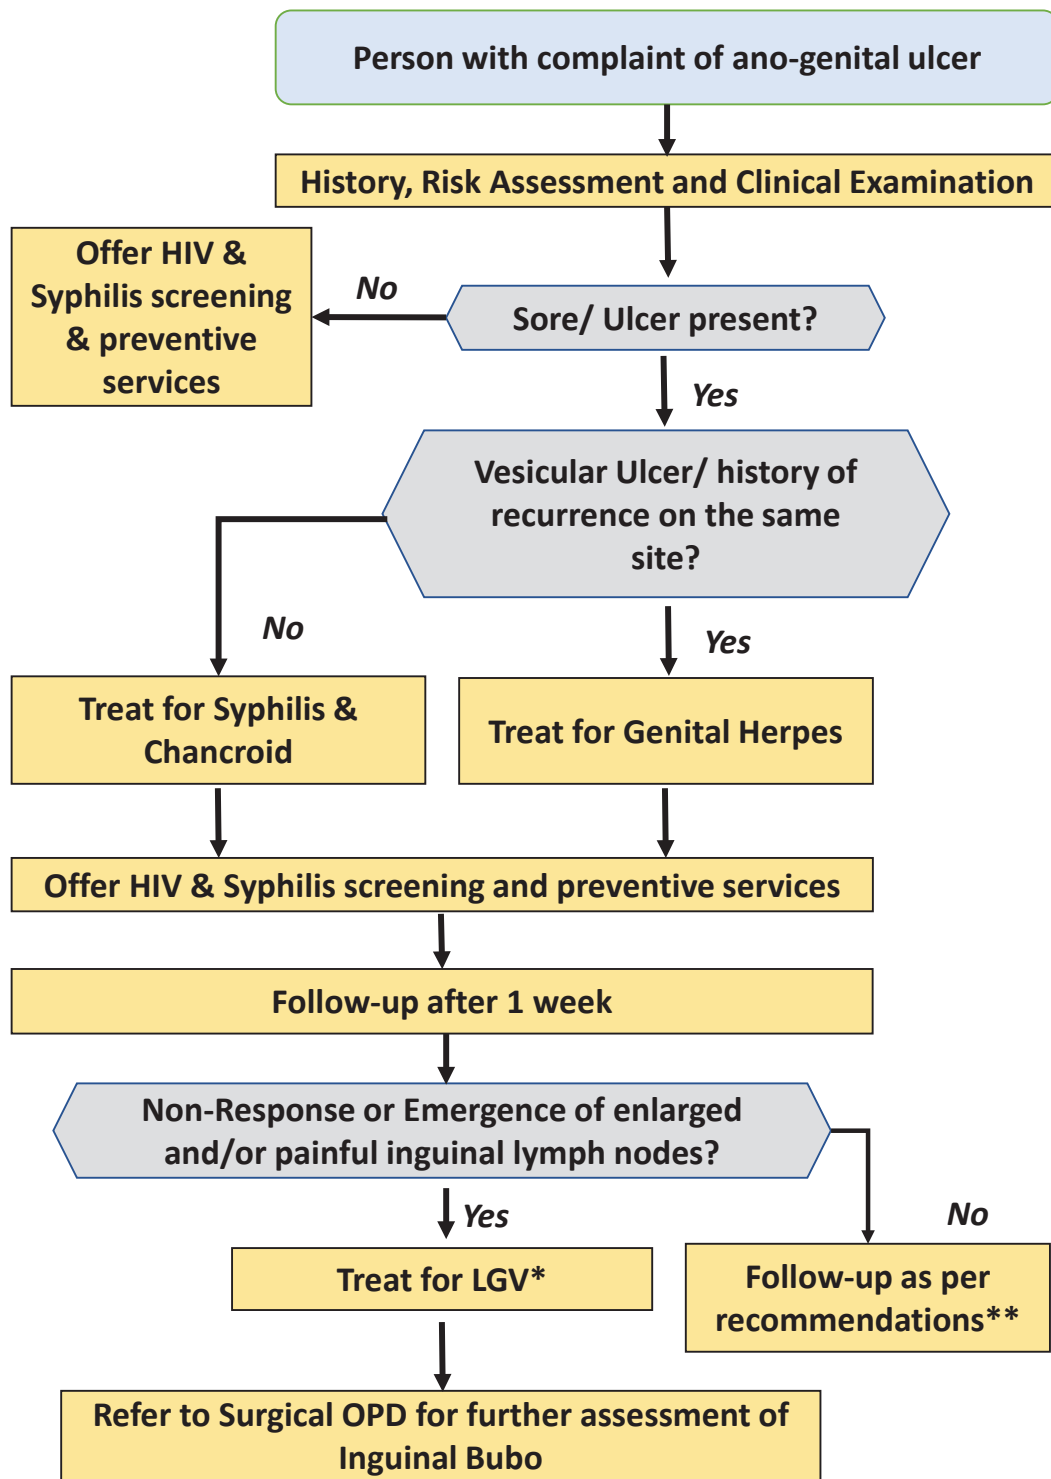 Person with complaint of ano-genital ulcer
History, Risk Assessment and Clinical Examination
Offer HIV &
Syphilis screening
& preventive
services
No
Sore/ Ulcer present?
Yes
Vesicular Ulcer/ history of
recurrence on the same
site?
No
Yes
Treat for Syphilis &
Chancroid
Treat for Genital Herpes
Offer HIV & Syphilis screening and preventive services
Follow-up after 1 week
Non-Response or Emergence of enlarged
and/or painful inguinal lymph nodes?
Yes
No
Treat for LGV*
Follow-up as per
recommendations**
Refer to Surgical OPD for further assessment of
Inguinal Bubo